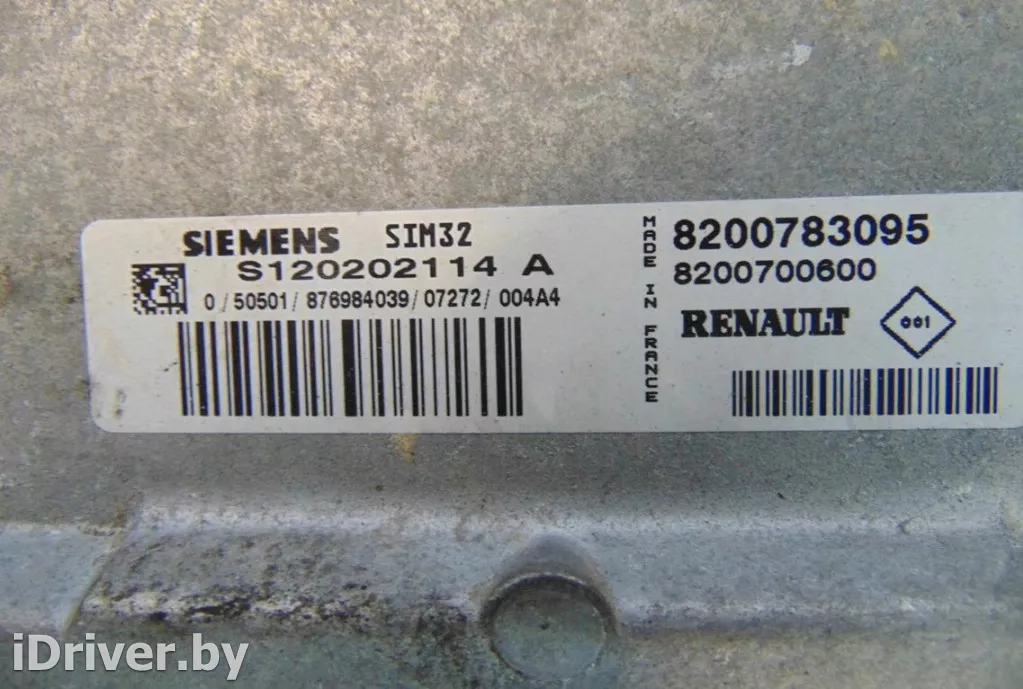 SIEMENS SIM32
S120202114 A
0/50501/876984039/07272/004A4
MADE IN FRANCE
8200783095
8200700600
RENAULT 001
iDriver.by